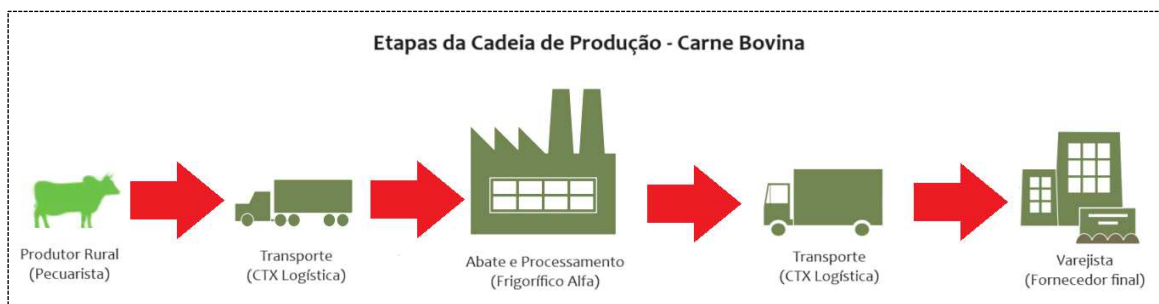 Etapas da Cadeia de Produção - Carne Bovina
Produtor Rural
(Pecuarista)
Transporte
(CTX Logística)
Abate e Processamento
(Frigorífico Alfa)
Transporte
(CTX Logística)
Varejista
(Fornecedor final)